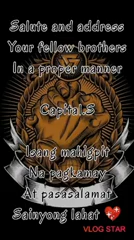 Salute and address
Your fellow brothers
In a proper manner
Capital.S
Isang mahigpit
Na pagkamay
At pasasalamat
Sainyong lahat 💖
VLOG STAR